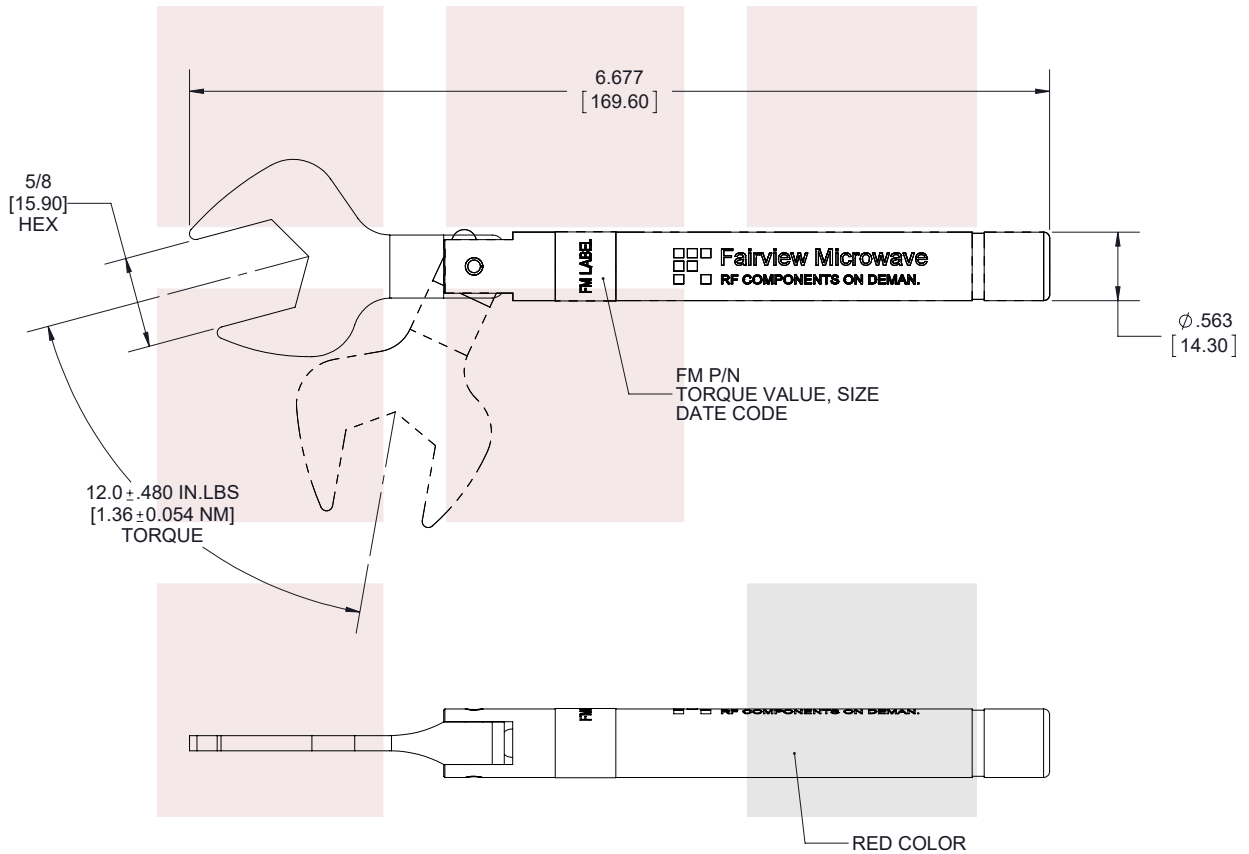 6.677
[169.60]
5/8
[15.90]
HEX
FM LABEL
Fairview Microwave
RF COMPONENTS ON DEMAN.
Ø.563
[14.30]
FM P/N
TORQUE VALUE, SIZE
DATE CODE
12.0±.480 IN.LBS
[1.36±0.054 NM]
TORQUE
FM
RF COMPONENTS ON DEMAN.
RED COLOR